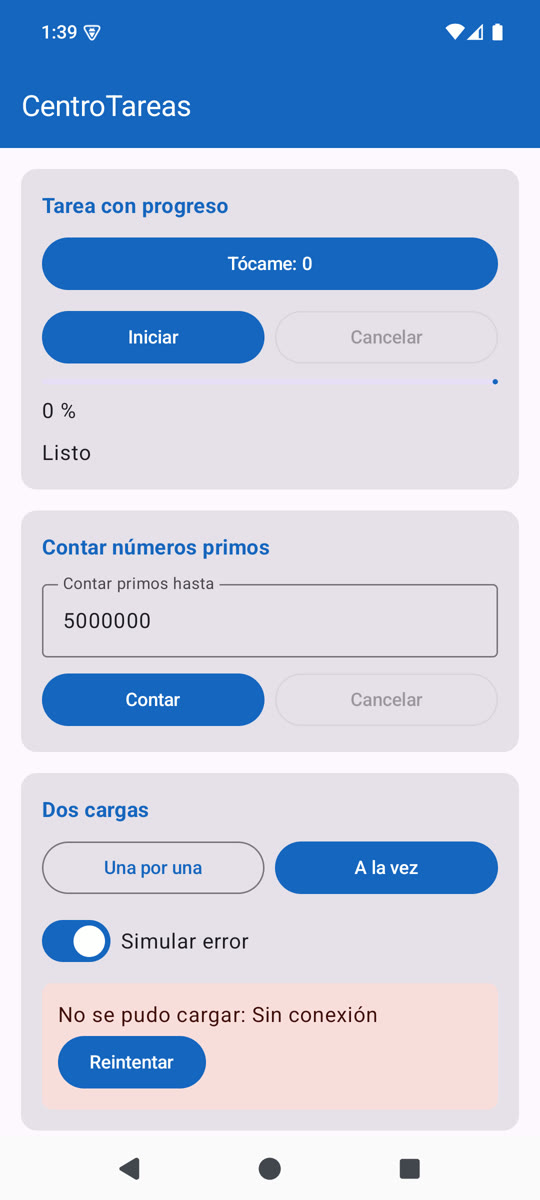 1:39
CentroTareas
Tarea con progreso
Tócame: 0
Iniciar
Cancelar
0 %
Listo
Contar números primos
Contar primos hasta
5000000
Contar
Cancelar
Dos cargas
Una por una
A la vez
Simular error
No se pudo cargar: Sin conexión
Reintentar